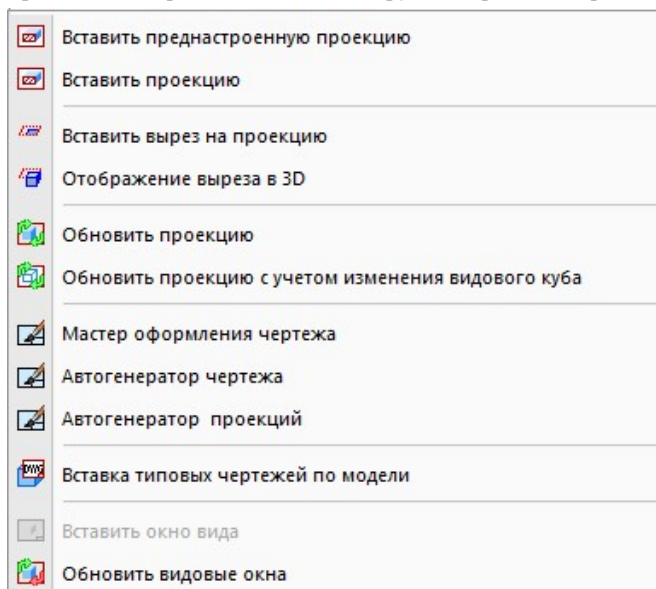 Вставить преднастроенную проекцию
Вставить проекцию
Вставить вырез на проекцию
Отображение выреза в 3D
Обновить проекцию
Обновить проекцию с учетом изменения видового куба
Мастер оформления чертежа
Автогенератор чертежа
Автогенератор  проекций
DWG
Вставка типовых чертежей по модели
Вставить окно вида
Обновить видовые окна